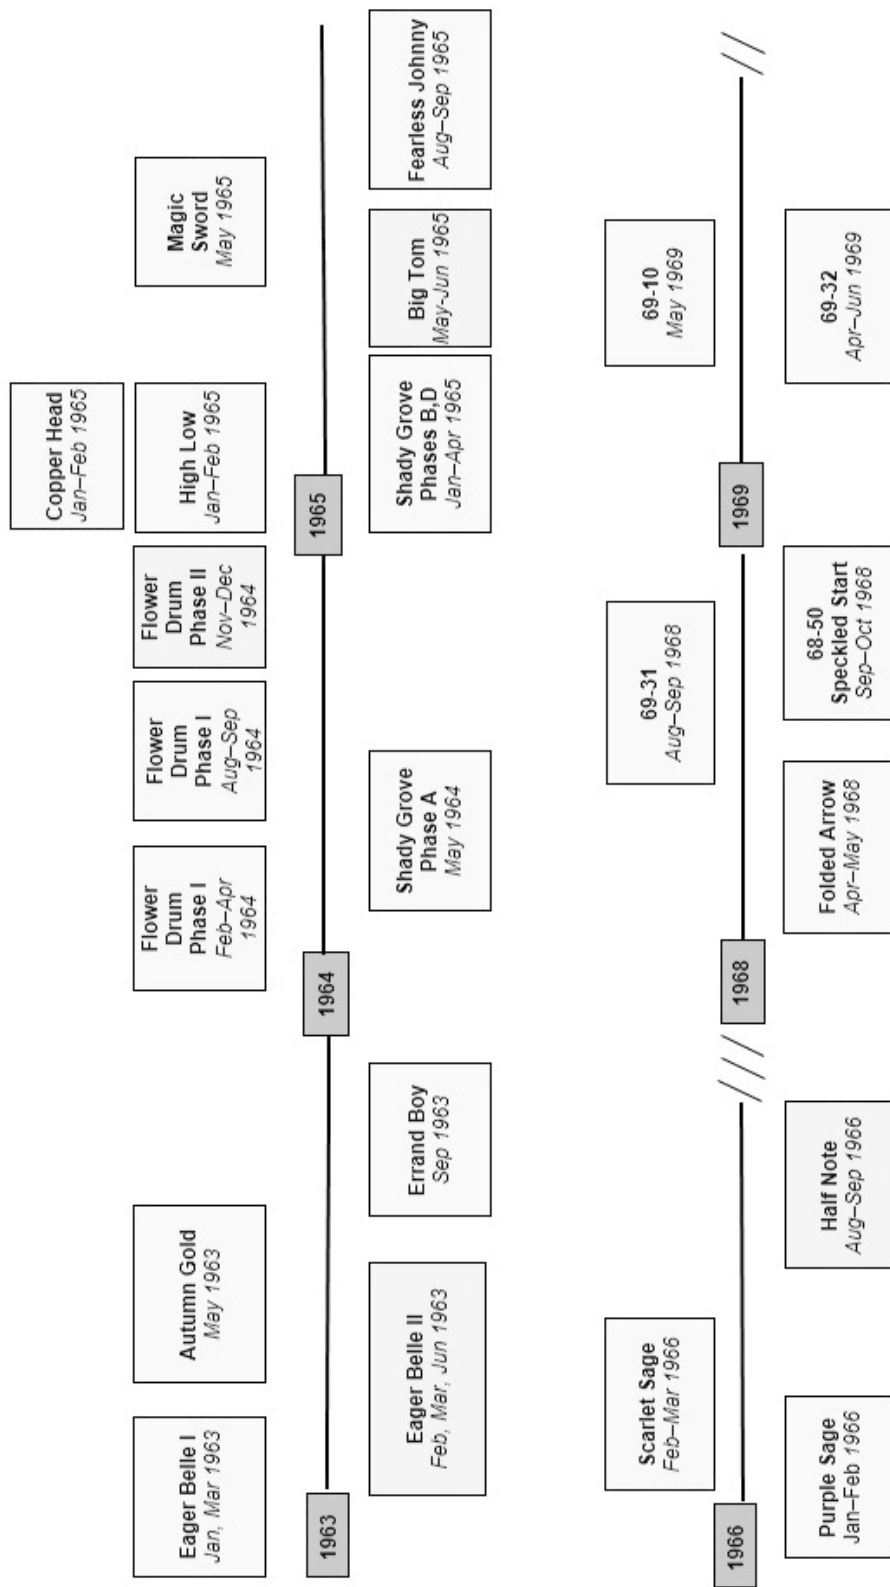 Eager Belle I
Jan, Mar 1963
Autumn Gold
May 1963
Flower
Drum
Phase I
Feb–Apr
1964
Flower
Drum
Phase I
Aug–Sep
1964
Flower
Drum
Phase II
Nov–Dec
1964
Copper Head
Jan–Feb 1965
High Low
Jan–Feb 1965
Magic
Sword
May 1965
1963
1964
1965
Eager Belle II
Feb, Mar, Jun 1963
Errand Boy
Sep 1963
Shady Grove
Phase A
May 1964
Shady Grove
Phases B,D
Jan–Apr 1965
Big Tom
May-Jun 1965
Fearless Johnny
Aug–Sep 1965
Scarlet Sage
Feb–Mar 1966
69-31
Aug–Sep 1968
69-10
May 1969
1966
1968
1969
Purple Sage
Jan–Feb 1966
Half Note
Aug–Sep 1966
Folded Arrow
Apr–May 1968
68-50
Speckled Start
Sep–Oct 1968
69-32
Apr–Jun 1969